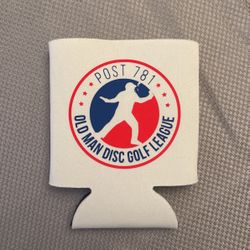 POST 781
OLD MAN DISC GOLF LEAGUE